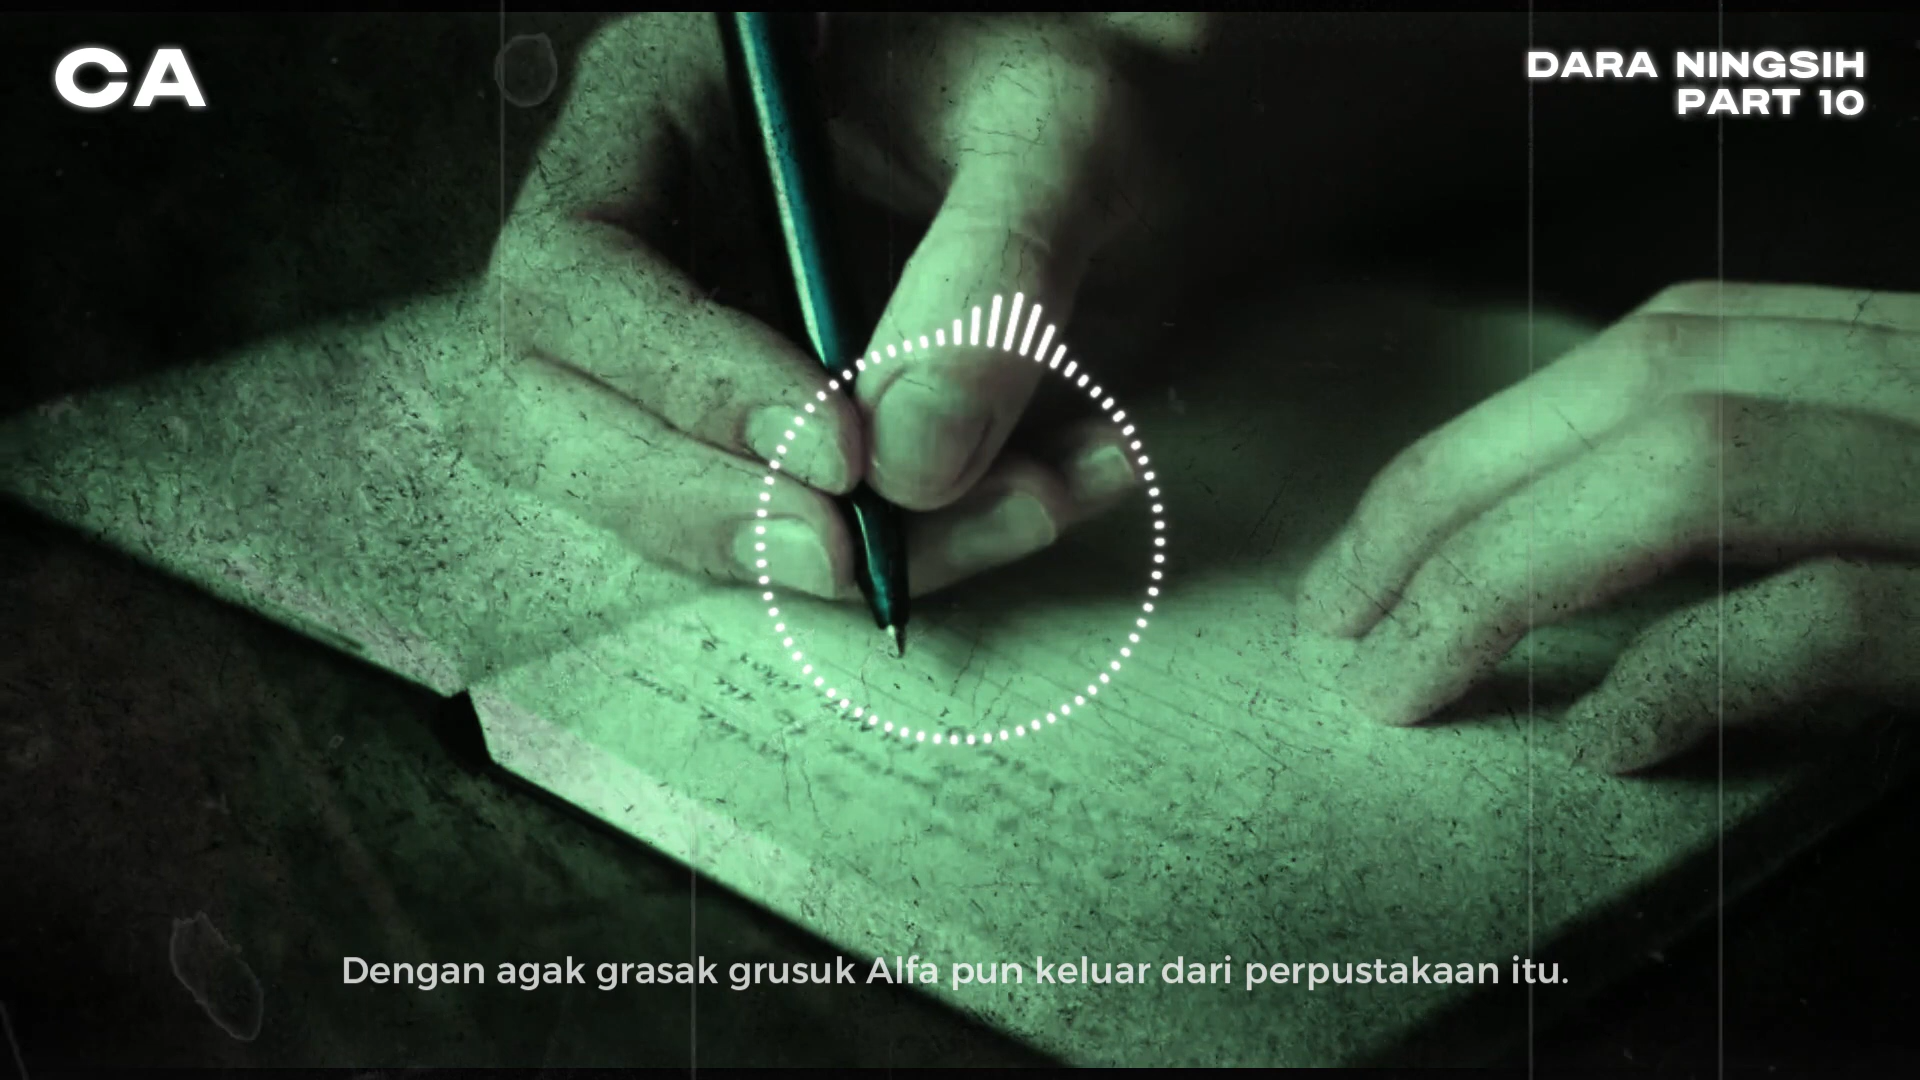 CA
DARA NINGSIH
PART 10
Dengan agak grasak grusuk Alfa pun keluar dari perpustakaan itu.